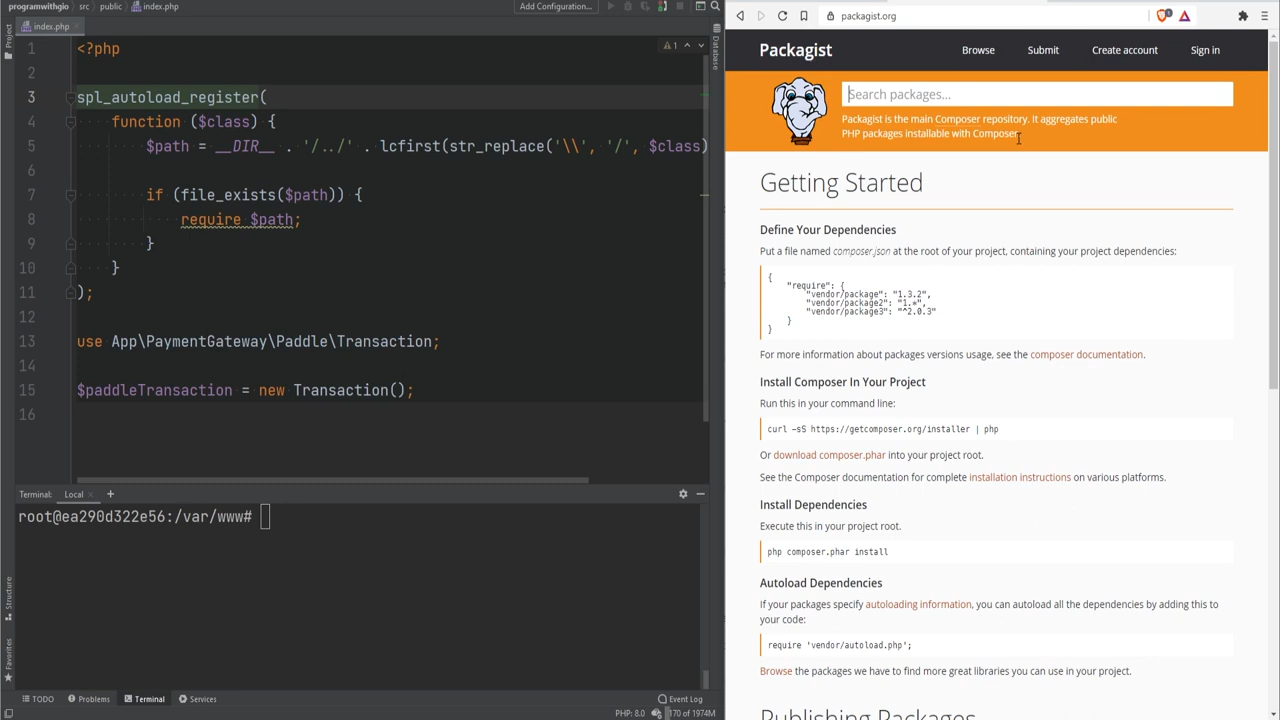 programwithgio
src
public
index.php
Add Configuration...
index.php
Project
Database
Structure
Favorites
1
1 <?php
2
3 spl_autoload_register(
4 function ($class) {
5 $path = __DIR__ . '/../' . lcfirst(str_replace('\\', '/', $class)
6
7 if (file_exists($path)) {
8 require $path;
9 }
10 }
11 );
12
13 use App\PaymentGateway\Paddle\Transaction;
14
15 $paddleTransaction = new Transaction();
16
Terminal: Local +
root@ea290d322e56:/var/www#
TODO Problems Terminal Services Event Log
PHP: 8.0 170 of 1974M
packagist.org
1
Packagist Browse Submit Create account Sign in
Search packages...
Packagist is the main Composer repository. It aggregates public
PHP packages installable with Composer.
Getting Started
Define Your Dependencies
Put a file named composer.json at the root of your project, containing your project dependencies:
{
"require": {
"vendor/package": "1.3.2",
"vendor/package2": "1.*",
"vendor/package3": "^2.0.3"
}
}
For more information about packages versions usage, see the composer documentation.
Install Composer In Your Project
Run this in your command line:
curl -sS https://getcomposer.org/installer | php
Or download composer.phar into your project root.
See the Composer documentation for complete installation instructions on various platforms.
Install Dependencies
Execute this in your project root.
php composer.phar install
Autoload Dependencies
If your packages specify autoloading information, you can autoload all the dependencies by adding this to
your code:
require 'vendor/autoload.php';
Browse the packages we have to find more great libraries you can use in your project.
Publishing Packages